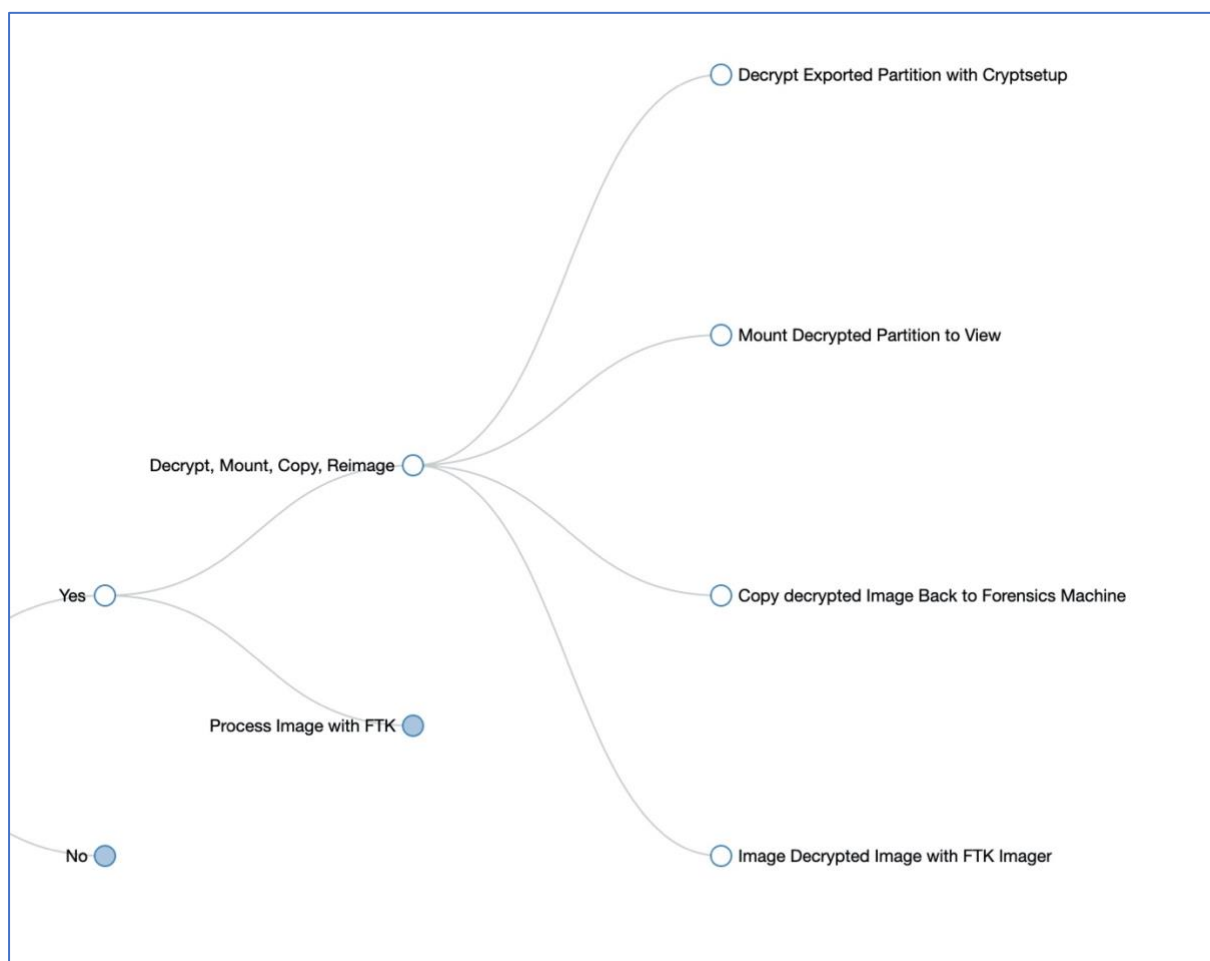 Decrypt Exported Partition with Cryptsetup
Mount Decrypted Partition to View
Decrypt, Mount, Copy, Reimage
Yes
Copy decrypted Image Back to Forensics Machine
Process Image with FTK
No
Image Decrypted Image with FTK Imager